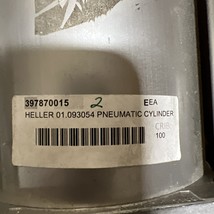 397870015 2 EEA
HELLER 01.093054 PNEUMATIC CYLINDER
100